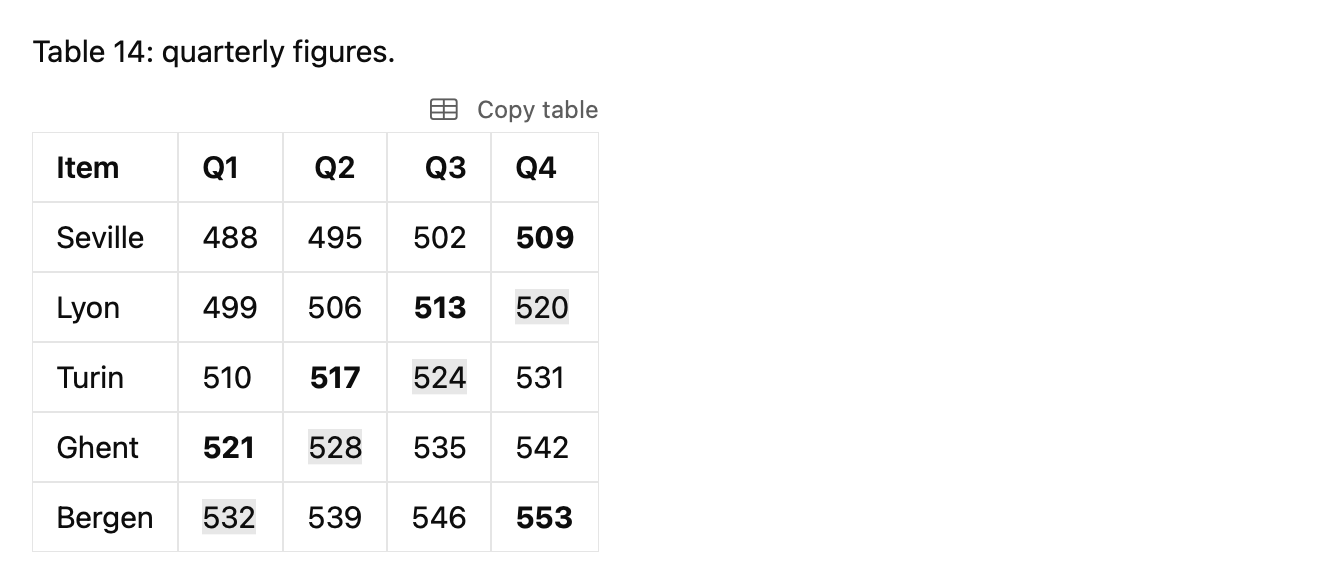 Table 14: quarterly figures.
Copy table
Item Q1 Q2 Q3 Q4
Seville 488 495 502 509
Lyon 499 506 513 520
Turin 510 517 524 531
Ghent 521 528 535 542
Bergen 532 539 546 553